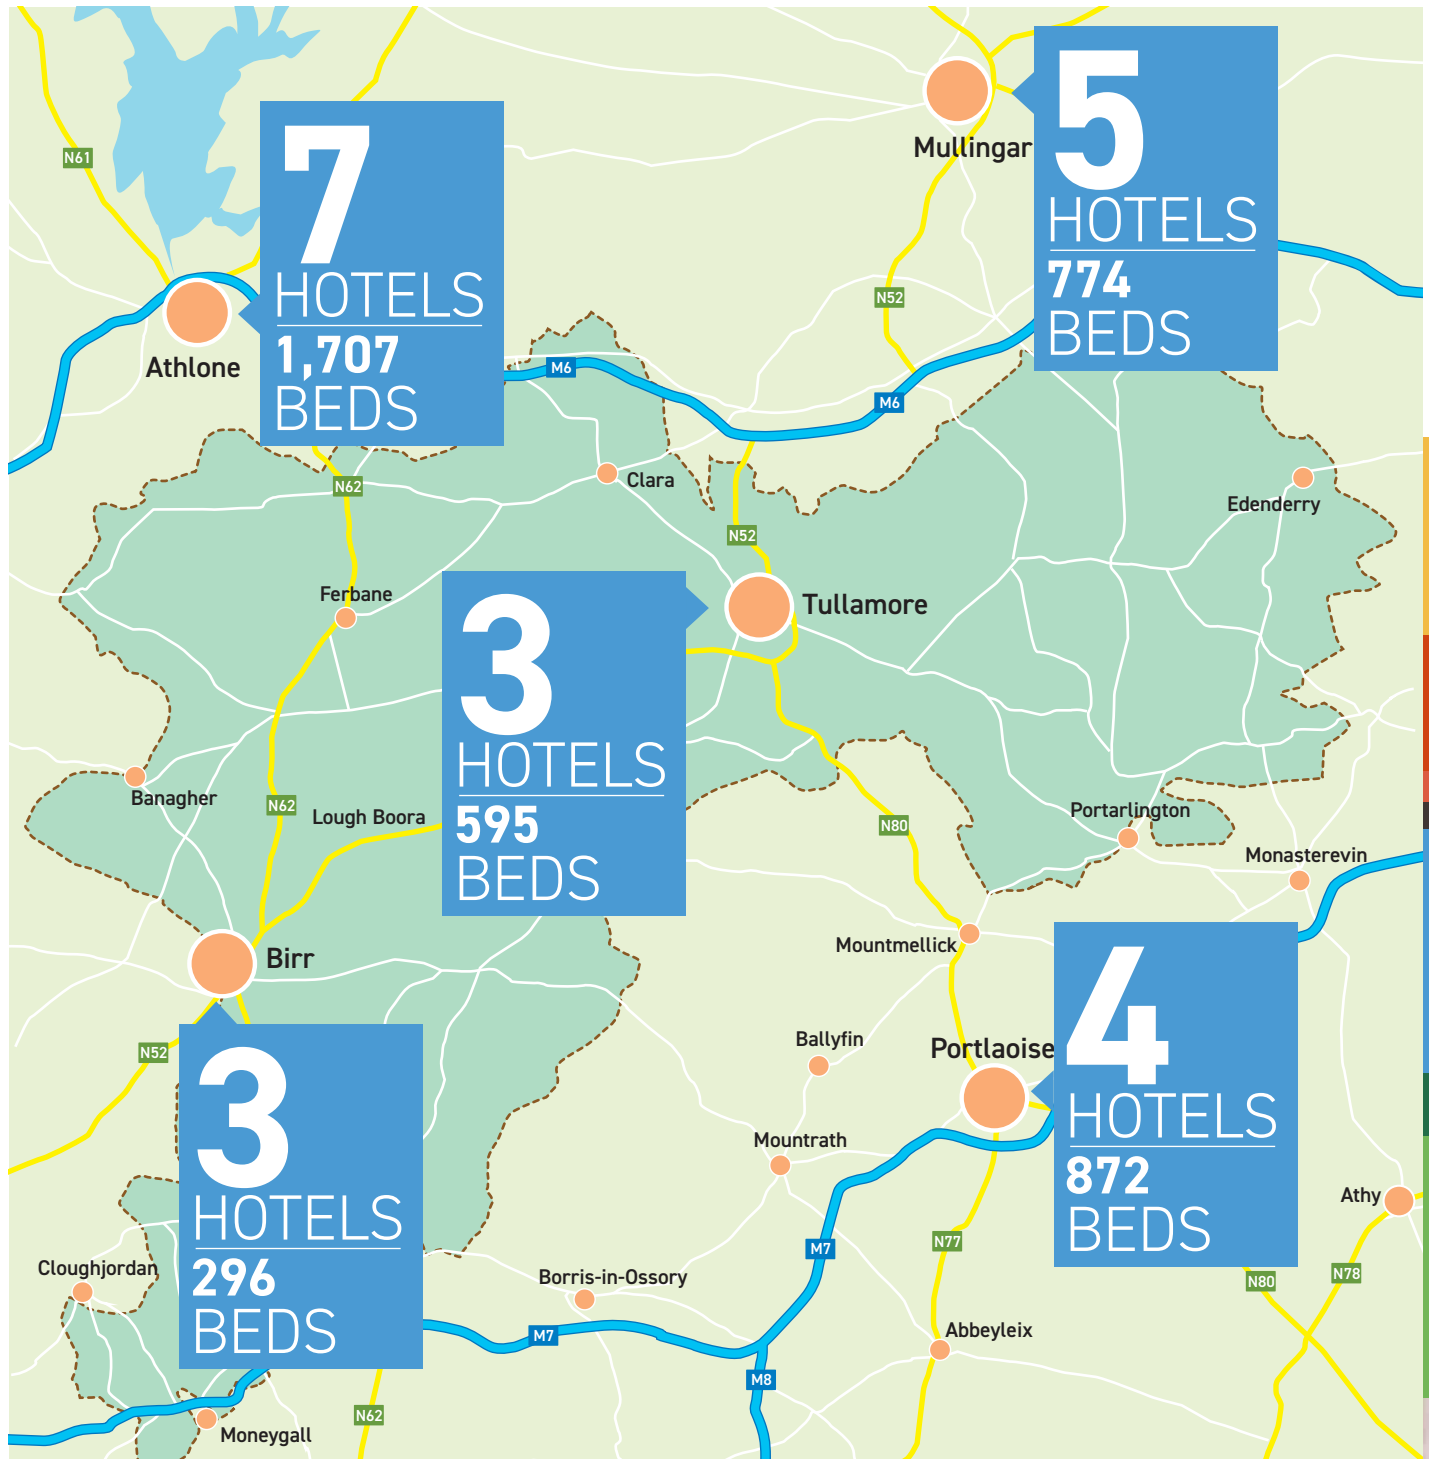 N61
7
HOTELS
1,707
BEDS
Athlone
Mullingar
5
HOTELS
774
BEDS
N52
M6
M6
N62
Clara
Edenderry
N52
Ferbane
Tullamore
3
HOTELS
595
BEDS
Banagher
N62
Lough Boora
N80
Portarlington
Monasterevin
Birr
Mountmellick
N52
3
HOTELS
296
BEDS
Ballyfin
Portlaoise
4
HOTELS
872
BEDS
Mountrath
Athy
M7
N77
Cloughjordan
Borris-in-Ossory
N80
N78
M7
Abbeyleix
M8
N62
Moneygall